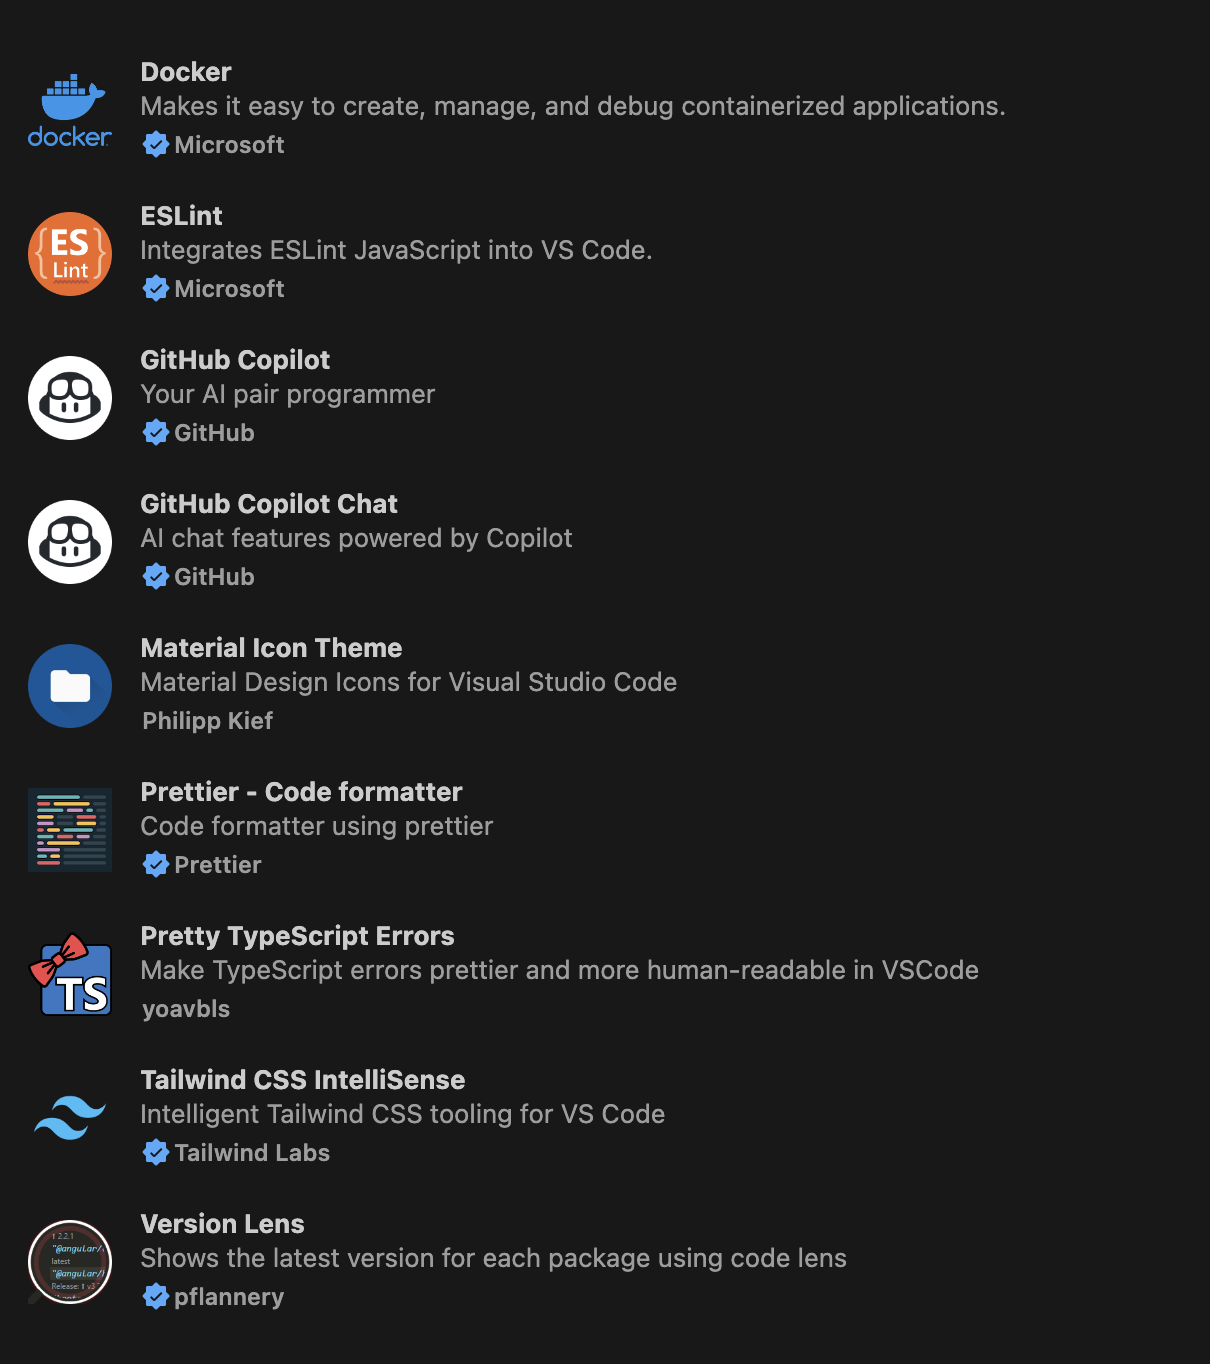 Docker
Makes it easy to create, manage, and debug containerized applications.
docker
Microsoft
ESLint
ES
Lint
Integrates ESLint JavaScript into VS Code.
Microsoft
GitHub Copilot
Your AI pair programmer
GitHub
GitHub Copilot Chat
AI chat features powered by Copilot
GitHub
Material Icon Theme
Material Design Icons for Visual Studio Code
Philipp Kief
Prettier - Code formatter
Code formatter using prettier
Prettier
Pretty TypeScript Errors
Make TypeScript errors prettier and more human-readable in VSCode
TS
yoavbls
Tailwind CSS IntelliSense
Intelligent Tailwind CSS tooling for VS Code
Tailwind Labs
Version Lens
Shows the latest version for each package using code lens
2.2.1
"@angular/
latest
"@angular/
Release:
pflannery